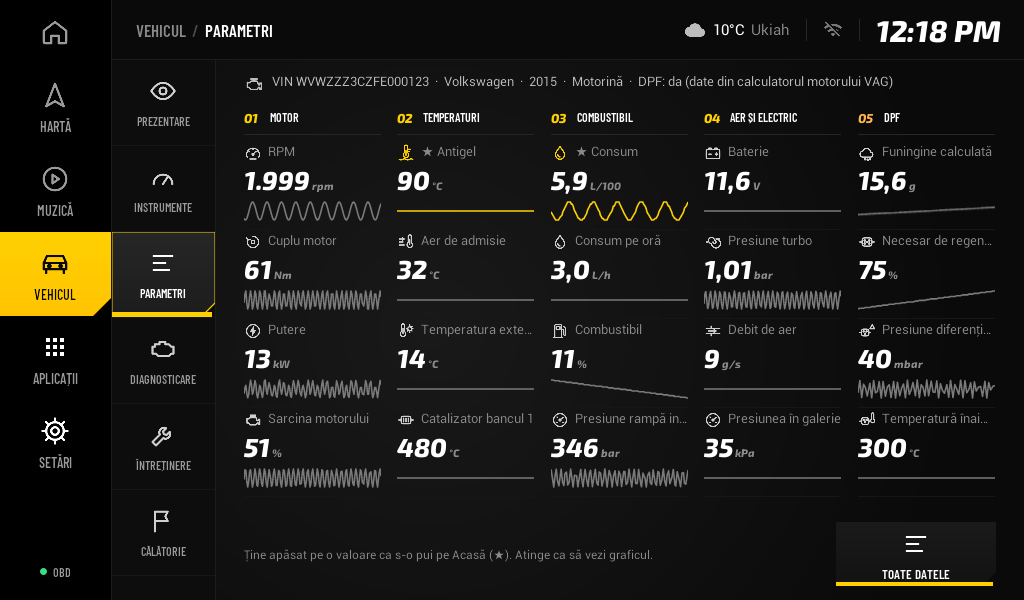 VEHICUL / PARAMETRI
10°C Ukiah
12:18 PM
HARTĂ
MUZICĂ
VEHICUL
APLICAȚII
SETĂRI
OBD
PREZENTARE
INSTRUMENTE
PARAMETRI
DIAGNOSTICARE
ÎNTREȚINERE
CĂLĂTORIE
VIN WVWZZZ3CZFE000123 · Volkswagen · 2015 · Motorină · DPF: da (date din calculatorul motorului VAG)
01 MOTOR
02 TEMPERATURI
03 COMBUSTIBIL
04 AER ȘI ELECTRIC
05 DPF
RPM
★ Antigel
★ Consum
Baterie
Funingine calculată
1.999 rpm
90 °C
5,9 L/100
11,6 V
15,6 g
Cuplu motor
Aer de admisie
Consum pe oră
Presiune turbo
Necesar de regen…
61 Nm
32 °C
3,0 L/h
1,01 bar
75 %
Putere
Temperatura exte…
Combustibil
Debit de aer
Presiune diferenți…
13 kW
14 °C
11 %
9 g/s
40 mbar
Sarcina motorului
Catalizator bancul 1
Presiune rampă in…
Presiunea în galerie
Temperatură înai…
51 %
480 °C
346 bar
35 kPa
300 °C
Ține apăsat pe o valoare ca s-o pui pe Acasă (★). Atinge ca să vezi graficul.
TOATE DATELE